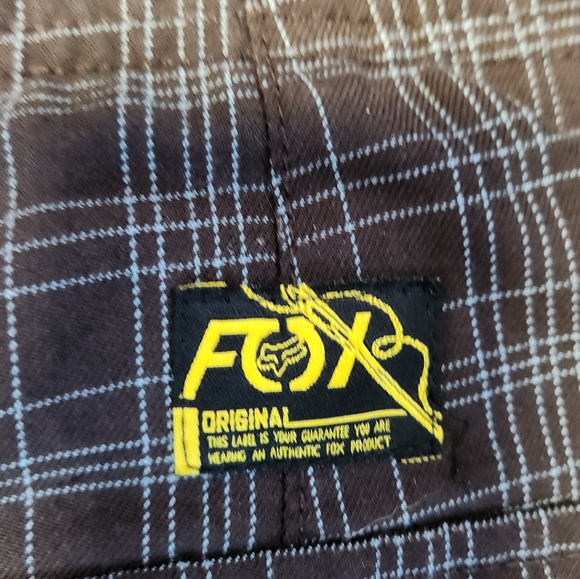 FOX
ORIGINAL
THIS LABEL IS YOUR GUARANTEE YOU ARE
WEARING AN AUTHENTIC FOX PRODUCT